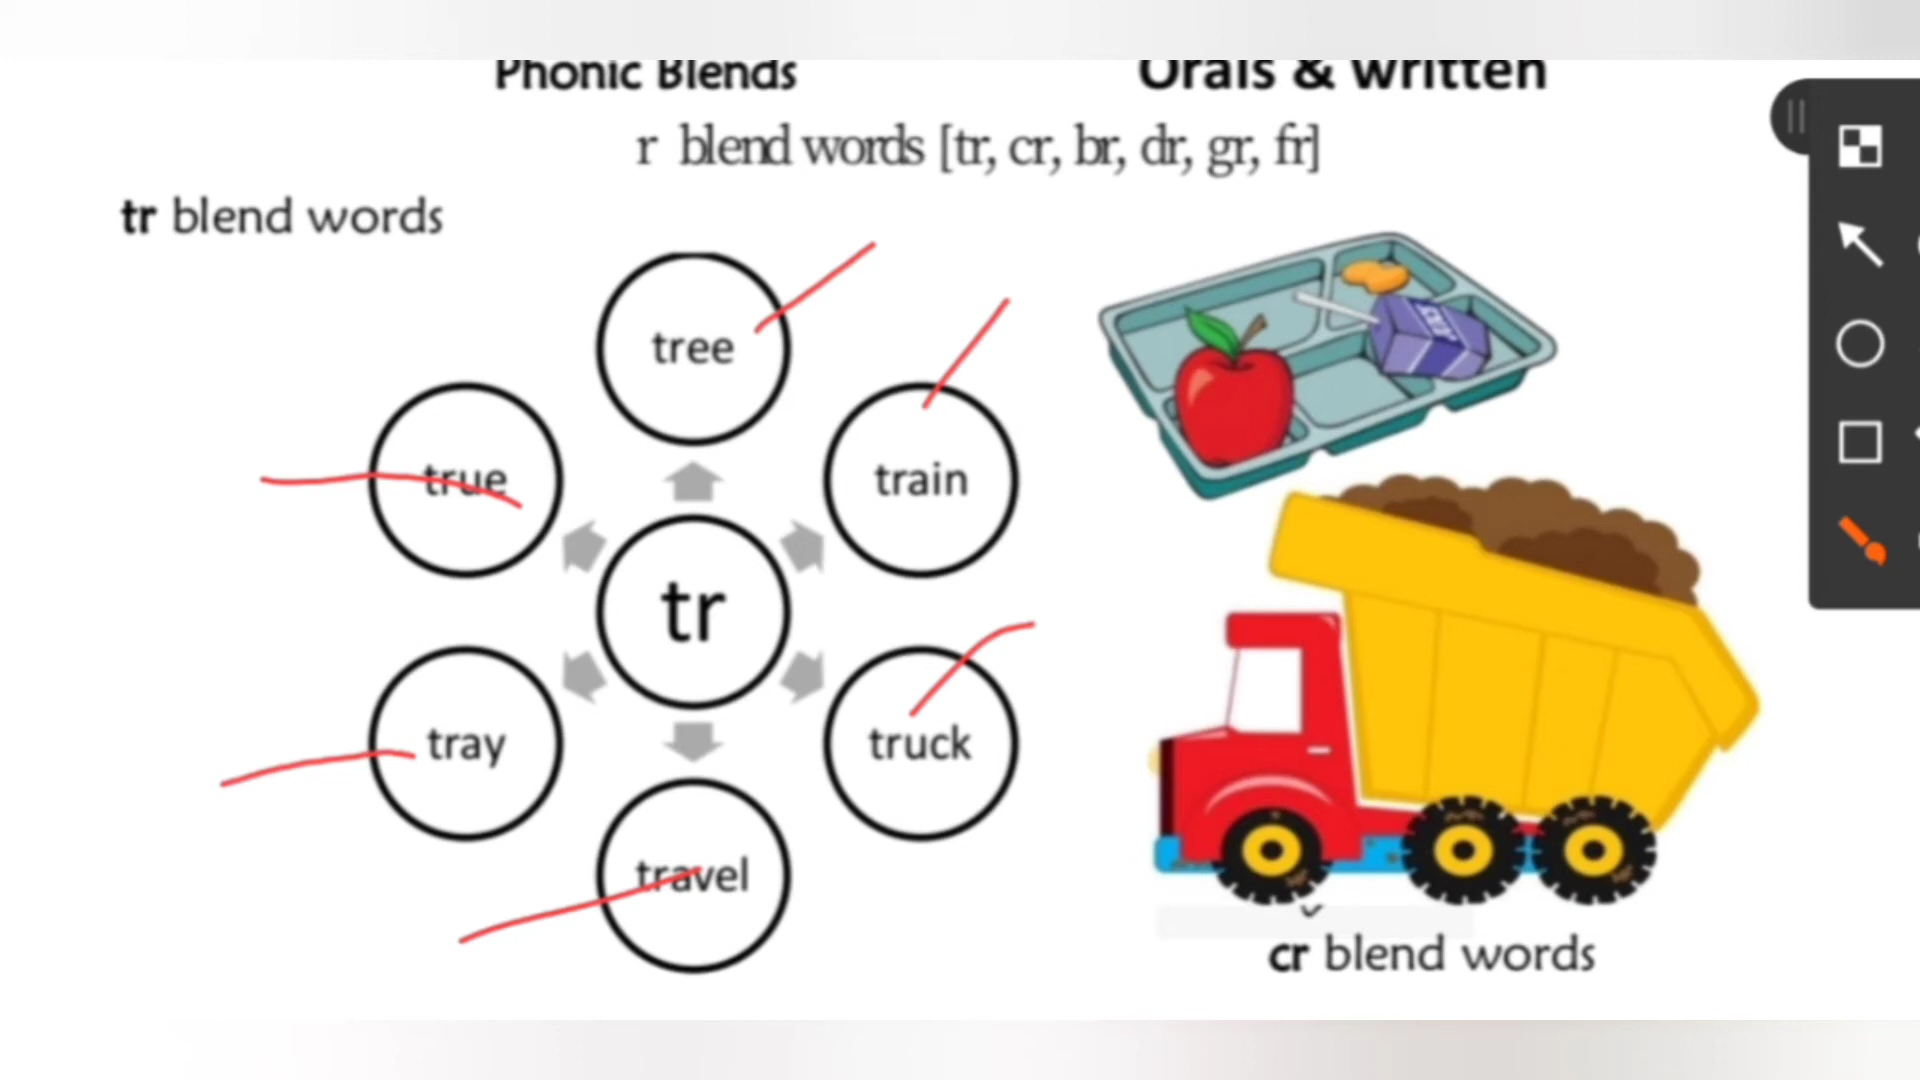 Phonic Blends
Orals & written
r blend words [tr, cr, br, dr, gr, fr]
tr blend words
tree
true
train
tr
tray
truck
travel
cr blend words